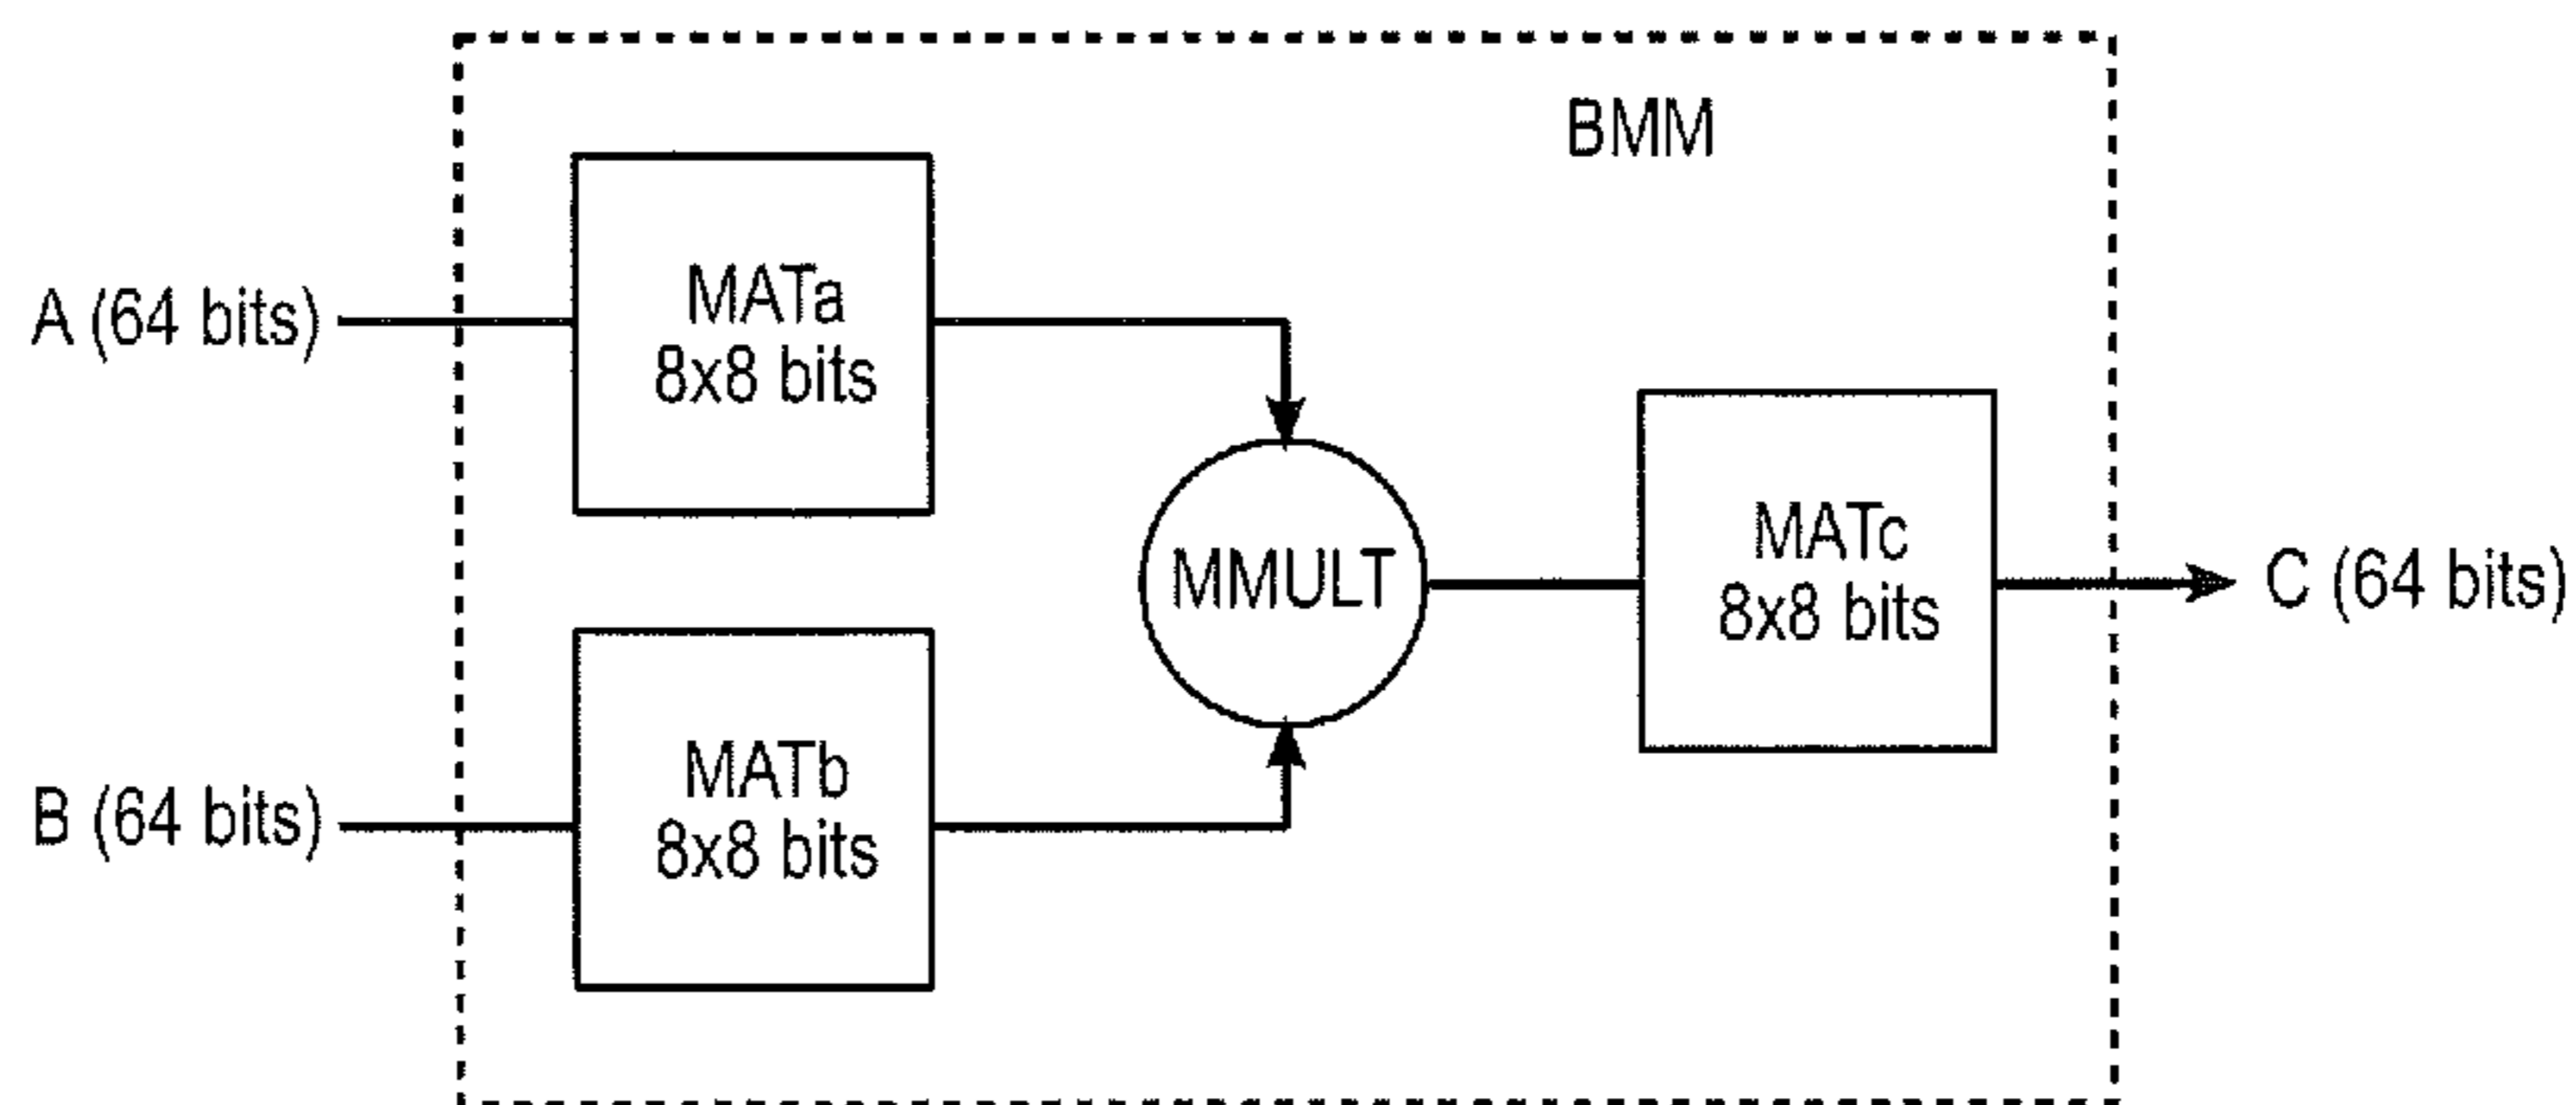 BMM
A (64 bits)
MATa
8x8 bits
MMULT
MATc
8x8 bits
C (64 bits)
B (64 bits)
MATb
8x8 bits